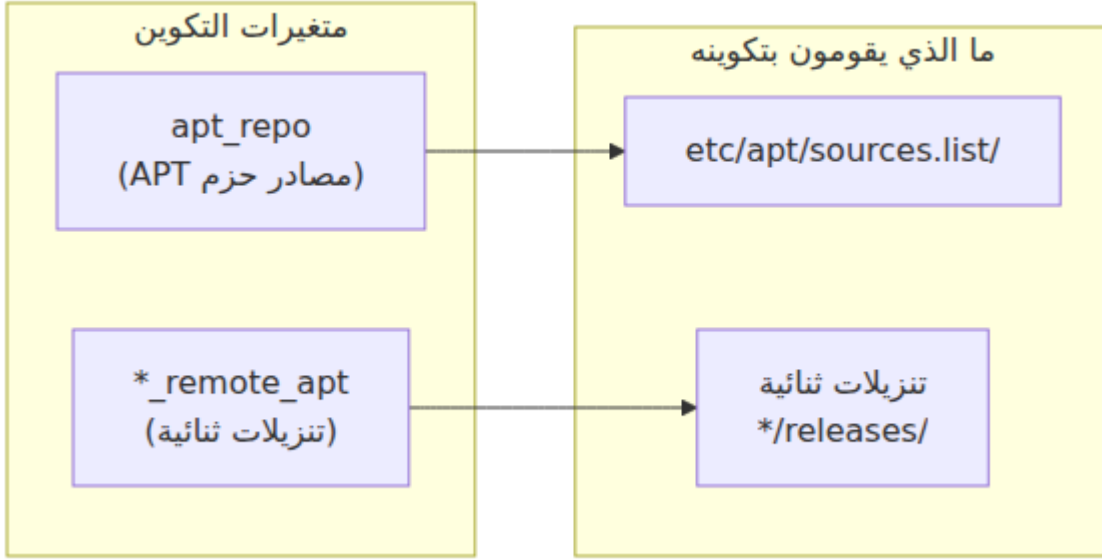 متغيرات التكوين
apt_repo
(مصادر حزم APT)
*_remote_apt
(تنزيلات ثنائية)
ما الذي يقومون بتكوينه
etc/apt/sources.list/
تنزيلات ثنائية
*/releases/